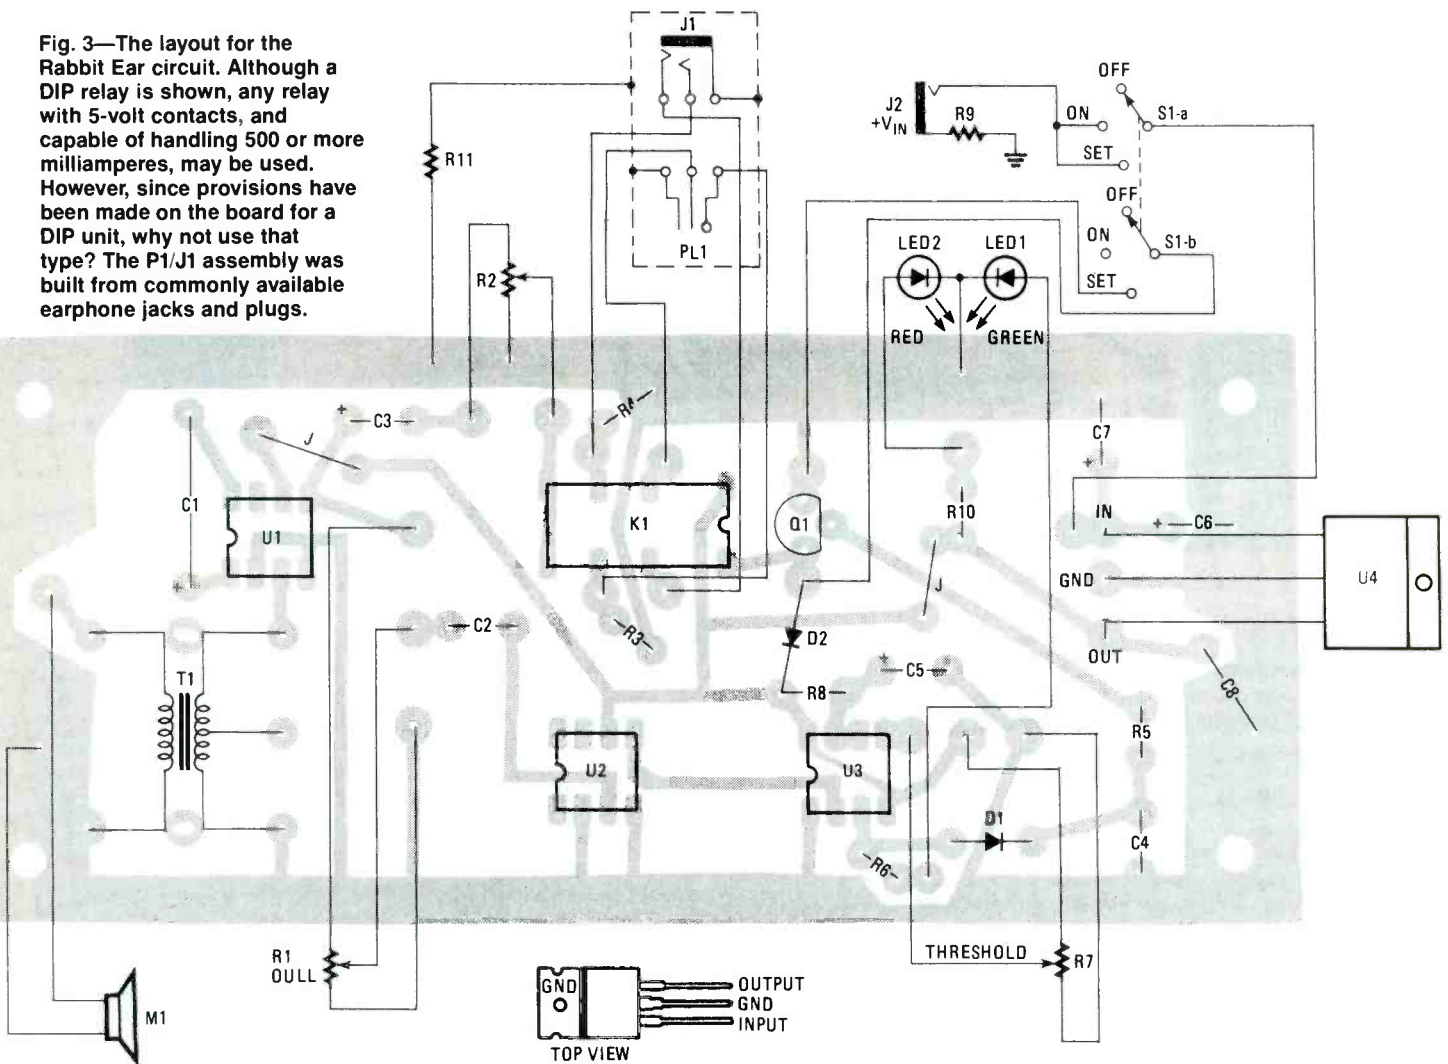 Fig. 3—The layout for the
Rabbit Ear circuit. Although a
DIP relay is shown, any relay
with 5-volt contacts, and
capable of handling 500 or more
milliamperes, may be used.
However, since provisions have
been made on the board for a
DIP unit, why not use that
type? The P1/J1 assembly was
built from commonly available
earphone jacks and plugs.
J1
R11
R2
PL1
J2
+VIN
R9
OFF
ON
S1-a
SET
OFF
ON
S1-b
SET
LED2
LED1
RED
GREEN
+
C3
J
R4
C7
+
C1
U1
K1
Q1
R10
IN
+
C6
GND
U4
J
+
C2
R3
D2
OUT
T1
R8
+
C5
+
C8
R5
U2
U3
D1
R6
C4
R1
OULL
THRESHOLD
R7
M1
GND
OUTPUT
GND
INPUT
TOP VIEW